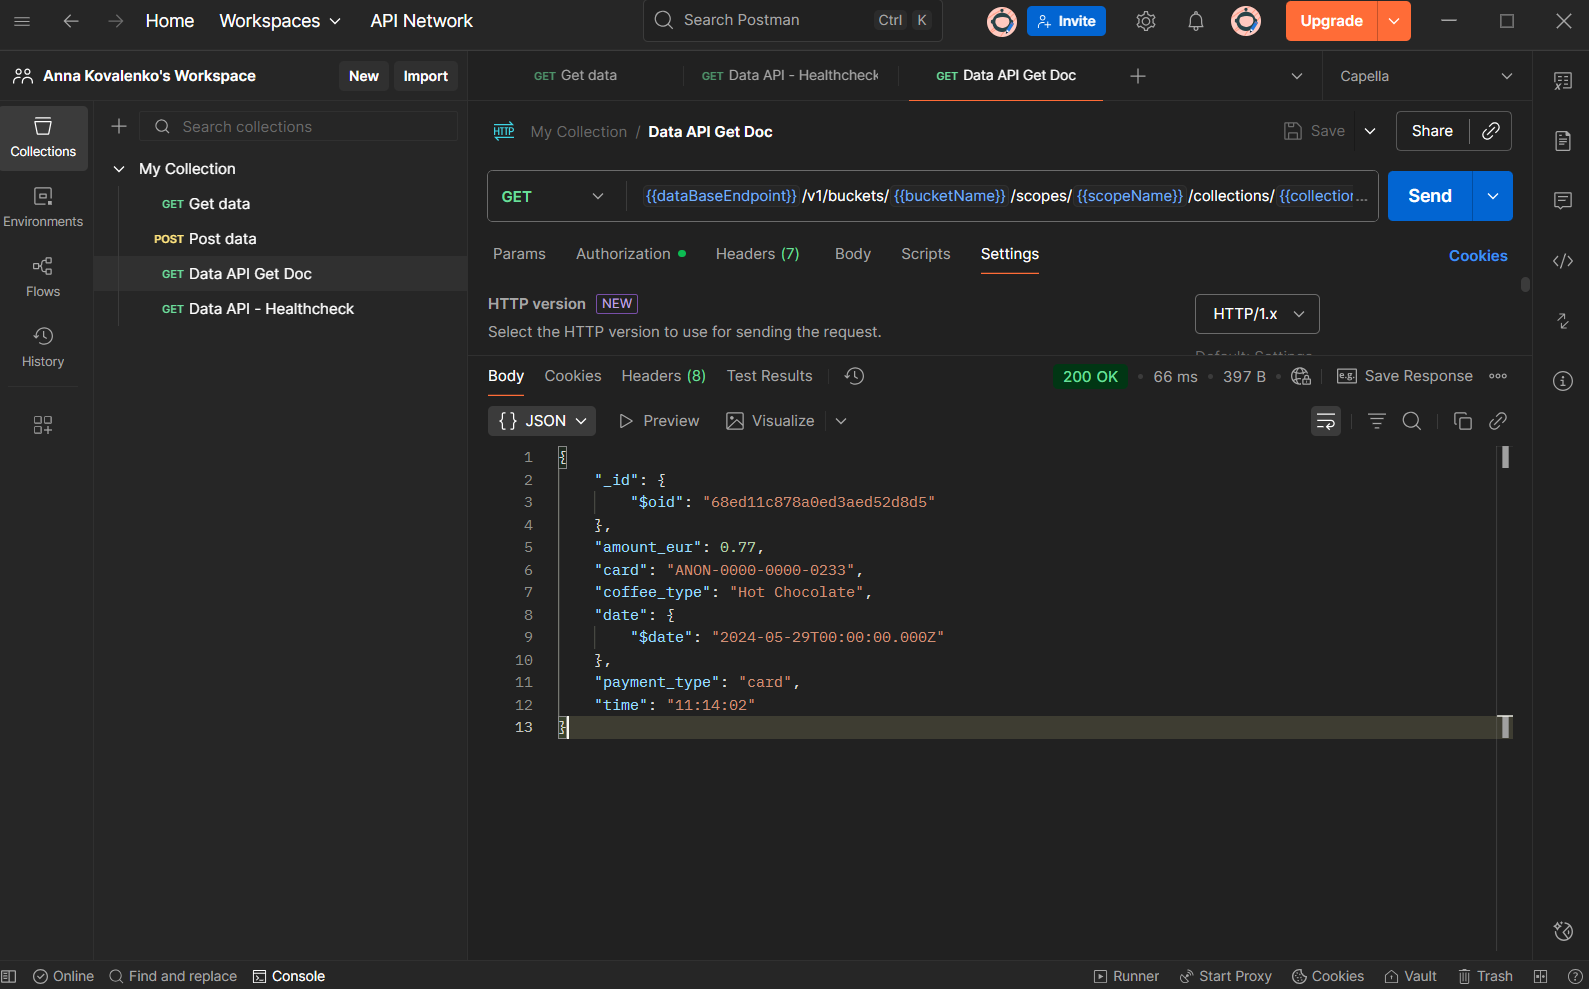 Home Workspaces API Network Search Postman Ctrl K Invite Upgrade
Anna Kovalenko's Workspace New Import
GET Get data GET Data API - Healthcheck GET Data API Get Doc Capella
Collections
Environments
Flows
History
Search collections
My Collection
GET Get data
POST Post data
GET Data API Get Doc
GET Data API - Healthcheck
HTTP My Collection / Data API Get Doc Save Share
GET {{dataBaseEndpoint}} /v1/buckets/ {{bucketName}} /scopes/ {{scopeName}} /collections/ {{collection... Send
Params Authorization Headers (7) Body Scripts Settings Cookies
HTTP version NEW HTTP/1.x
Select the HTTP version to use for sending the request.
Default: Settings
Body Cookies Headers (8) Test Results 200 OK • 66 ms • 397 B • e.g. Save Response
{} JSON Preview Visualize
1 {
2 "_id": {
3 "$oid": "68ed11c878a0ed3aed52d8d5"
4 },
5 "amount_eur": 0.77,
6 "card": "ANON-0000-0000-0233",
7 "coffee_type": "Hot Chocolate",
8 "date": {
9 "$date": "2024-05-29T00:00:00.000Z"
10 },
11 "payment_type": "card",
12 "time": "11:14:02"
13 }
Online Find and replace Console Runner Start Proxy Cookies Vault Trash